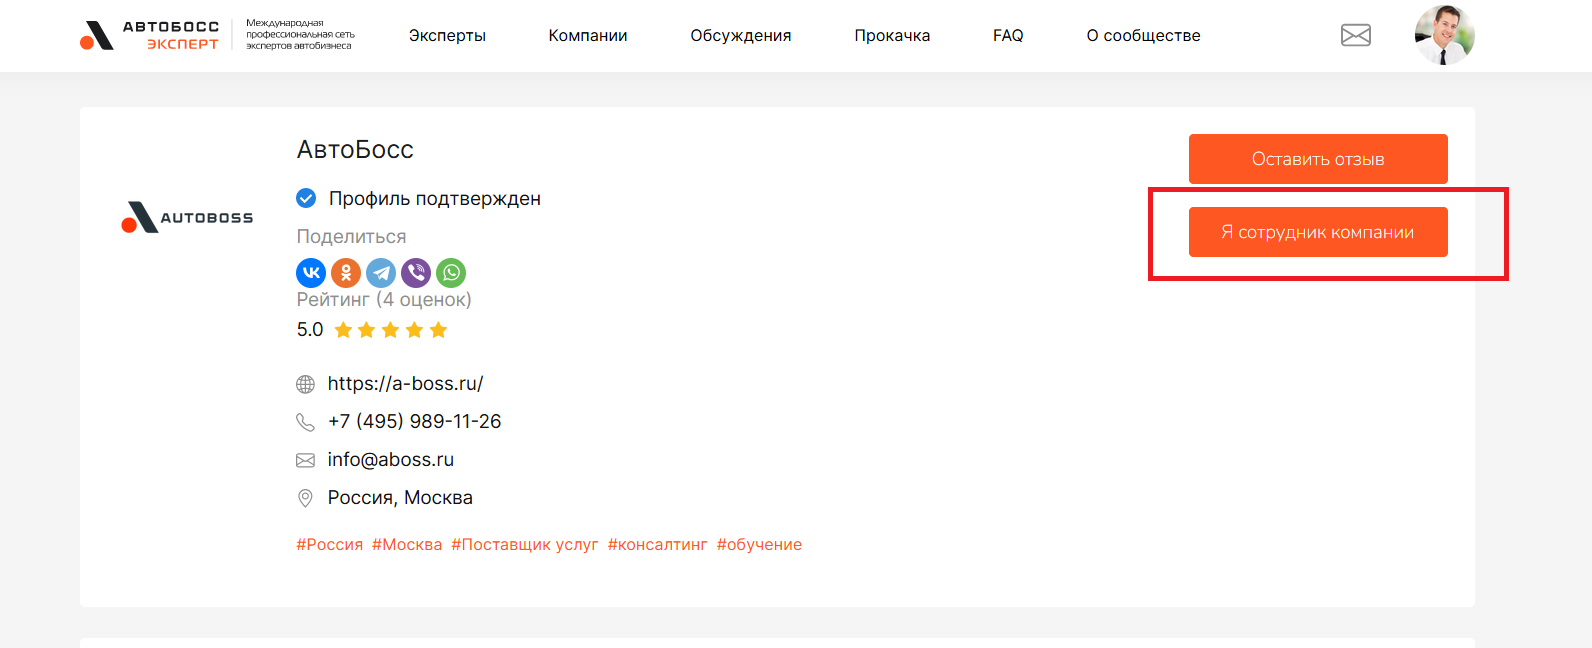 АВТОБОСС
ЭКСПЕРТ
Международная
профессиональная сеть
экспертов автобизнеса
Эксперты
Компании
Обсуждения
Прокачка
FAQ
О сообществе
АвтоБосс
Оставить отзыв
AUTOBOSS
Профиль подтвержден
Я сотрудник компании
Поделиться
Рейтинг (4 оценок)
5.0
https://a-boss.ru/
+7 (495) 989-11-26
info@aboss.ru
Россия, Москва
#Россия #Москва #Поставщик услуг #консалтинг #обучение